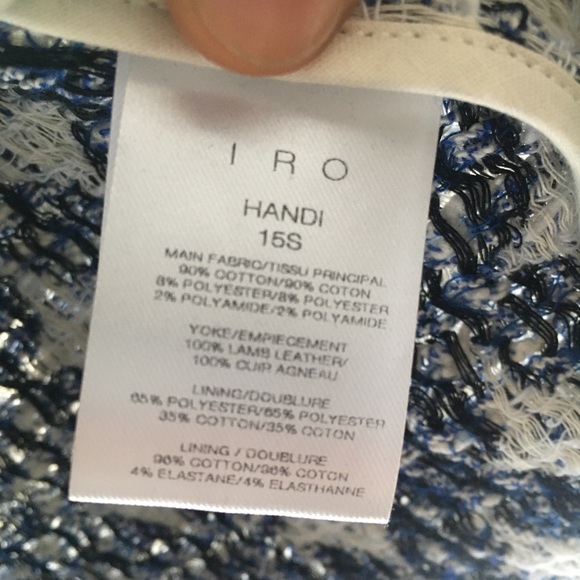 IRO
HANDI
15S
MAIN FABRIC/TISSU PRINCIPAL
90% COTTON/90% COTON
8% POLYESTER/8% POLYESTER
2% POLYAMIDE/2% POLYAMIDE
YOKE/EMPIECEMENT
100% LAMB LEATHER/
100% CUIR AGNEAU
LINING/DOUBLURE
65% POLYESTER/65% POLYESTER
35% COTTON/35% COTON
LINING / DOUBLURE
96% COTTON/96% COTON
4% ELASTANE/4% ELASTHANNE